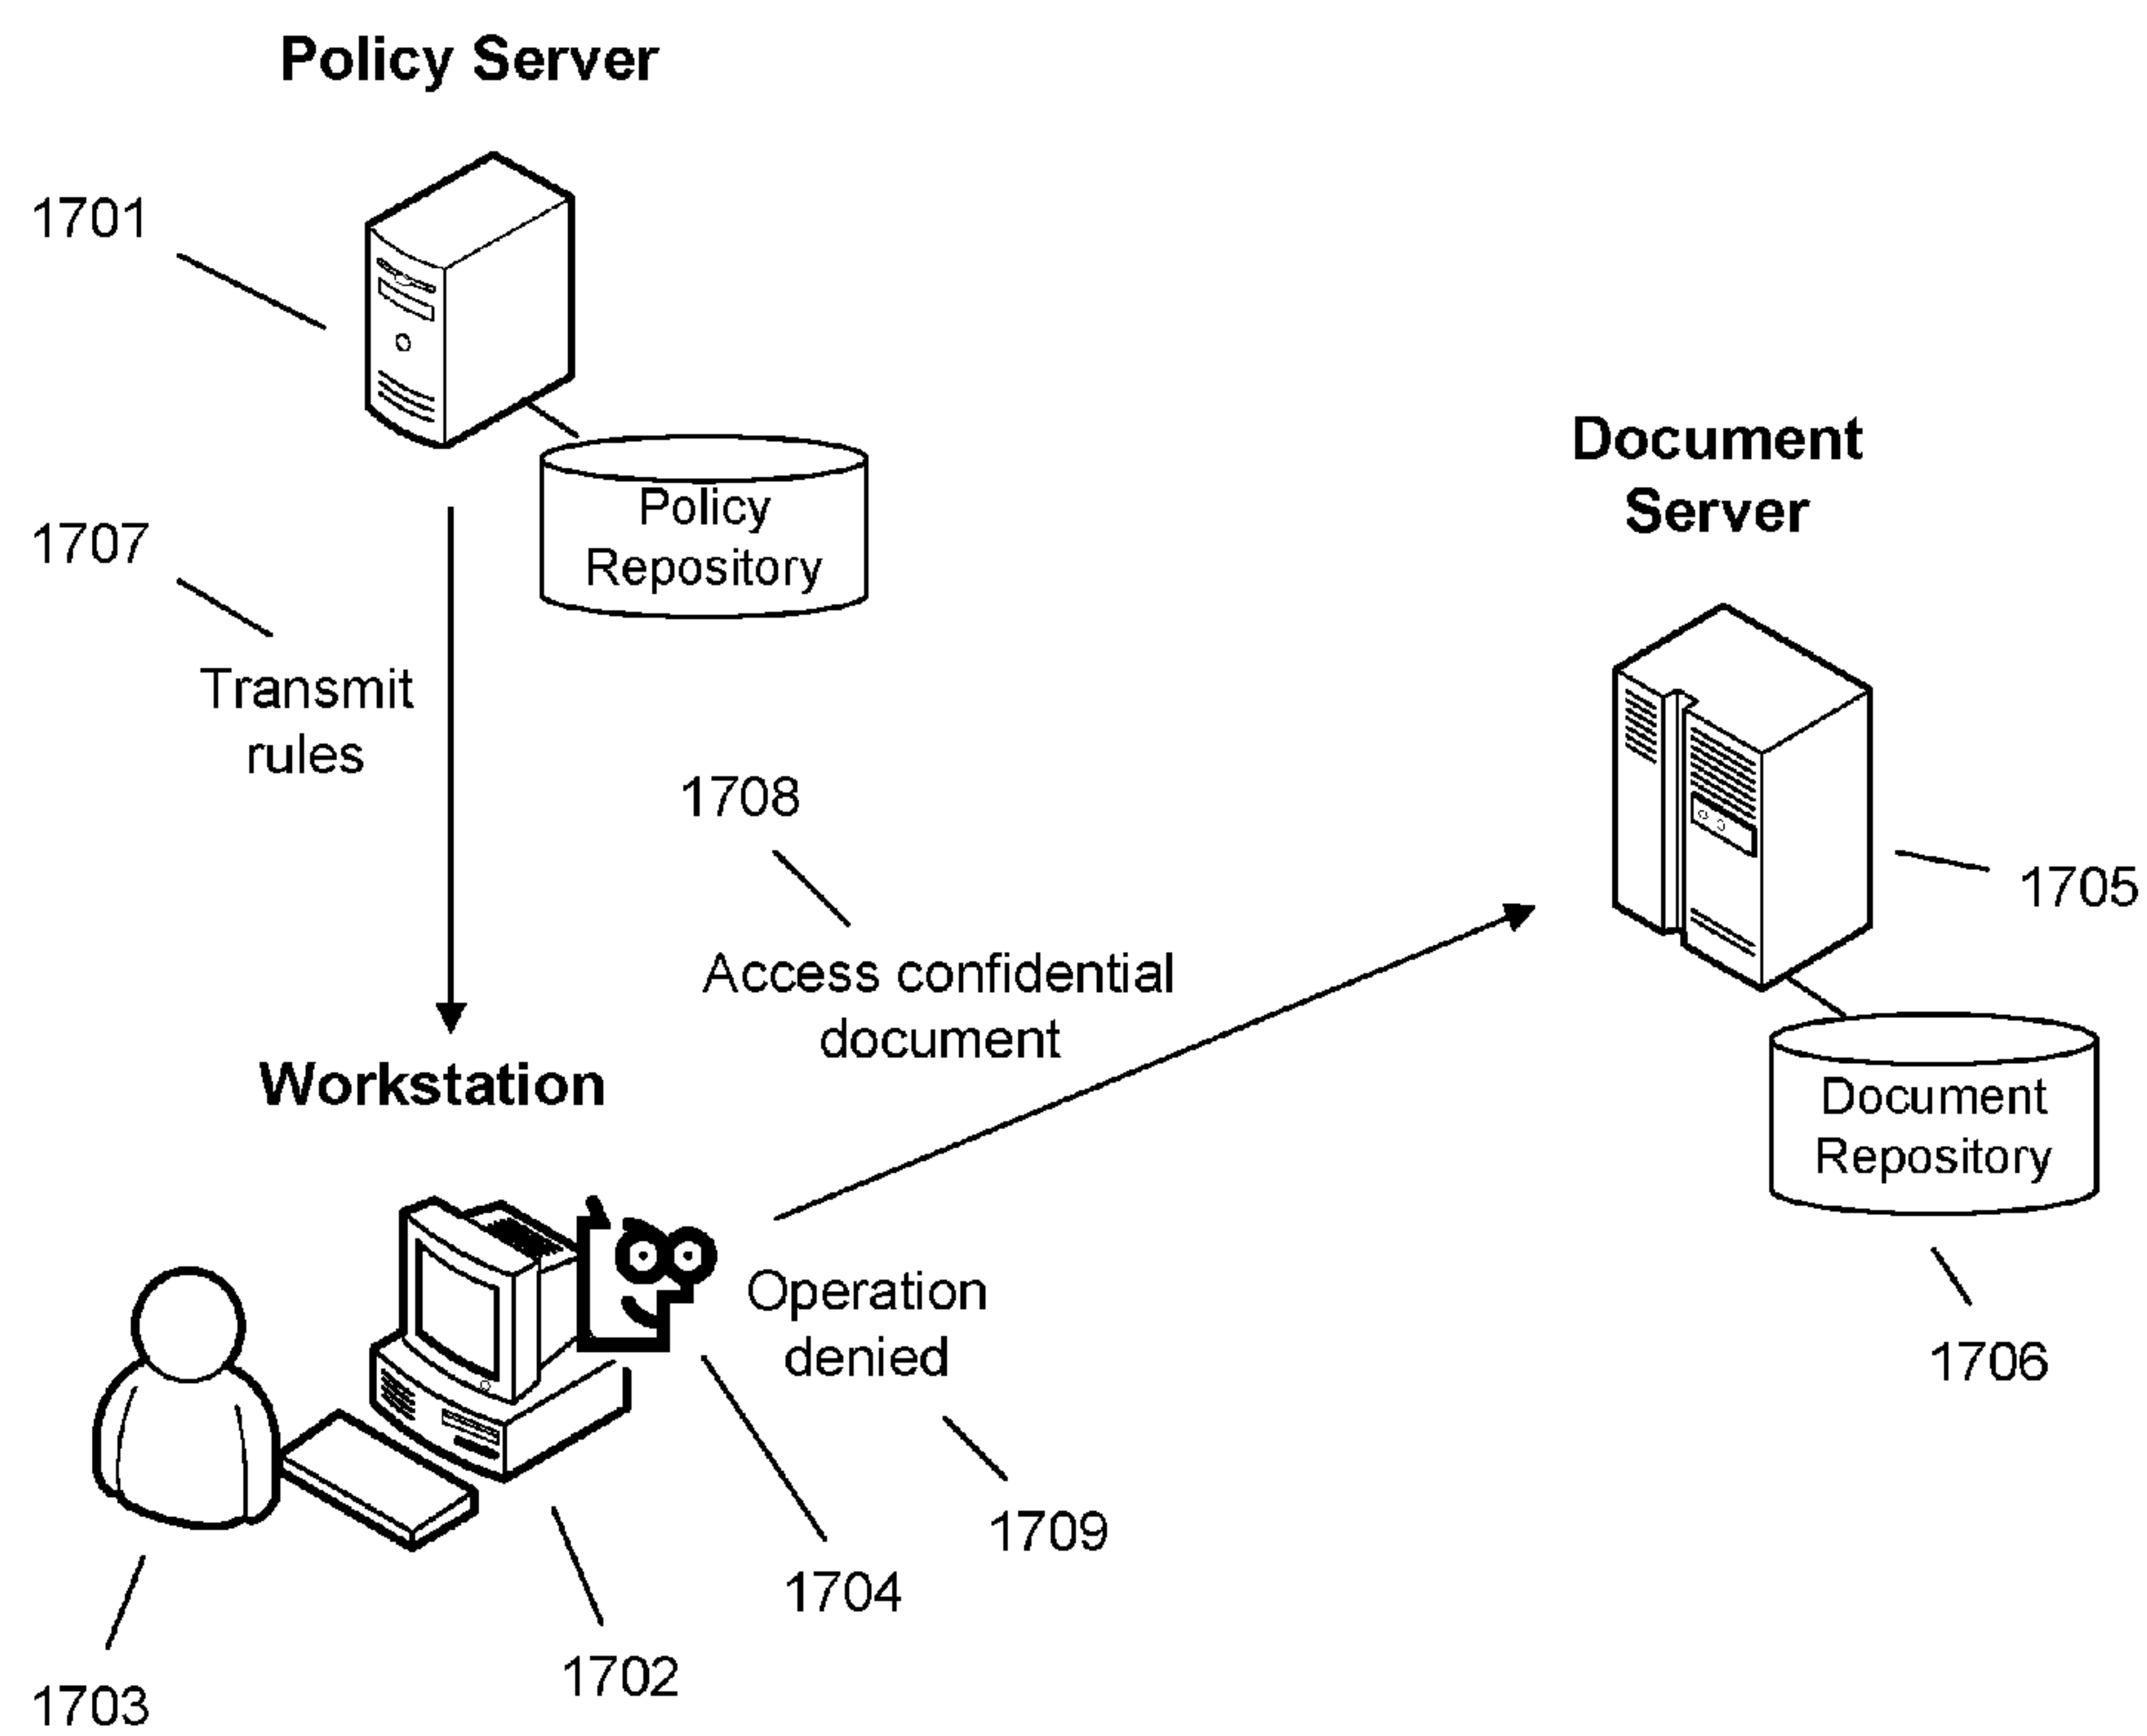 Policy Server
1701
Policy
Repository
1707
Transmit
rules
Document
Server
1708
Access confidential
document
1705
Workstation
Document
Repository
Operation
denied
1706
1709
1704
1702
1703